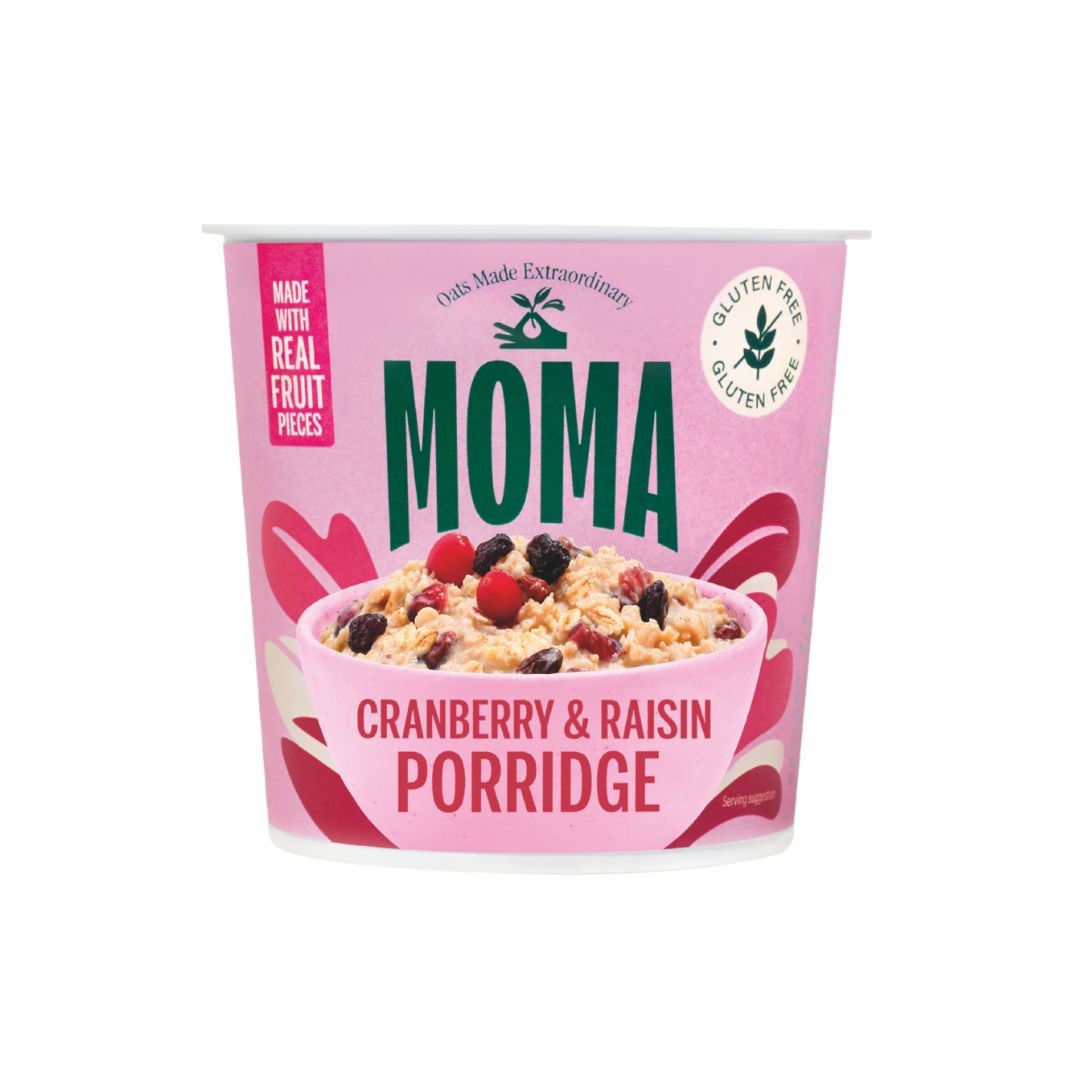 MADE
WITH
REAL
FRUIT
PIECES
Oats Made Extraordinary
MOMA
GLUTEN FREE
GLUTEN FREE
CRANBERRY & RAISIN
PORRIDGE
Serving suggestion